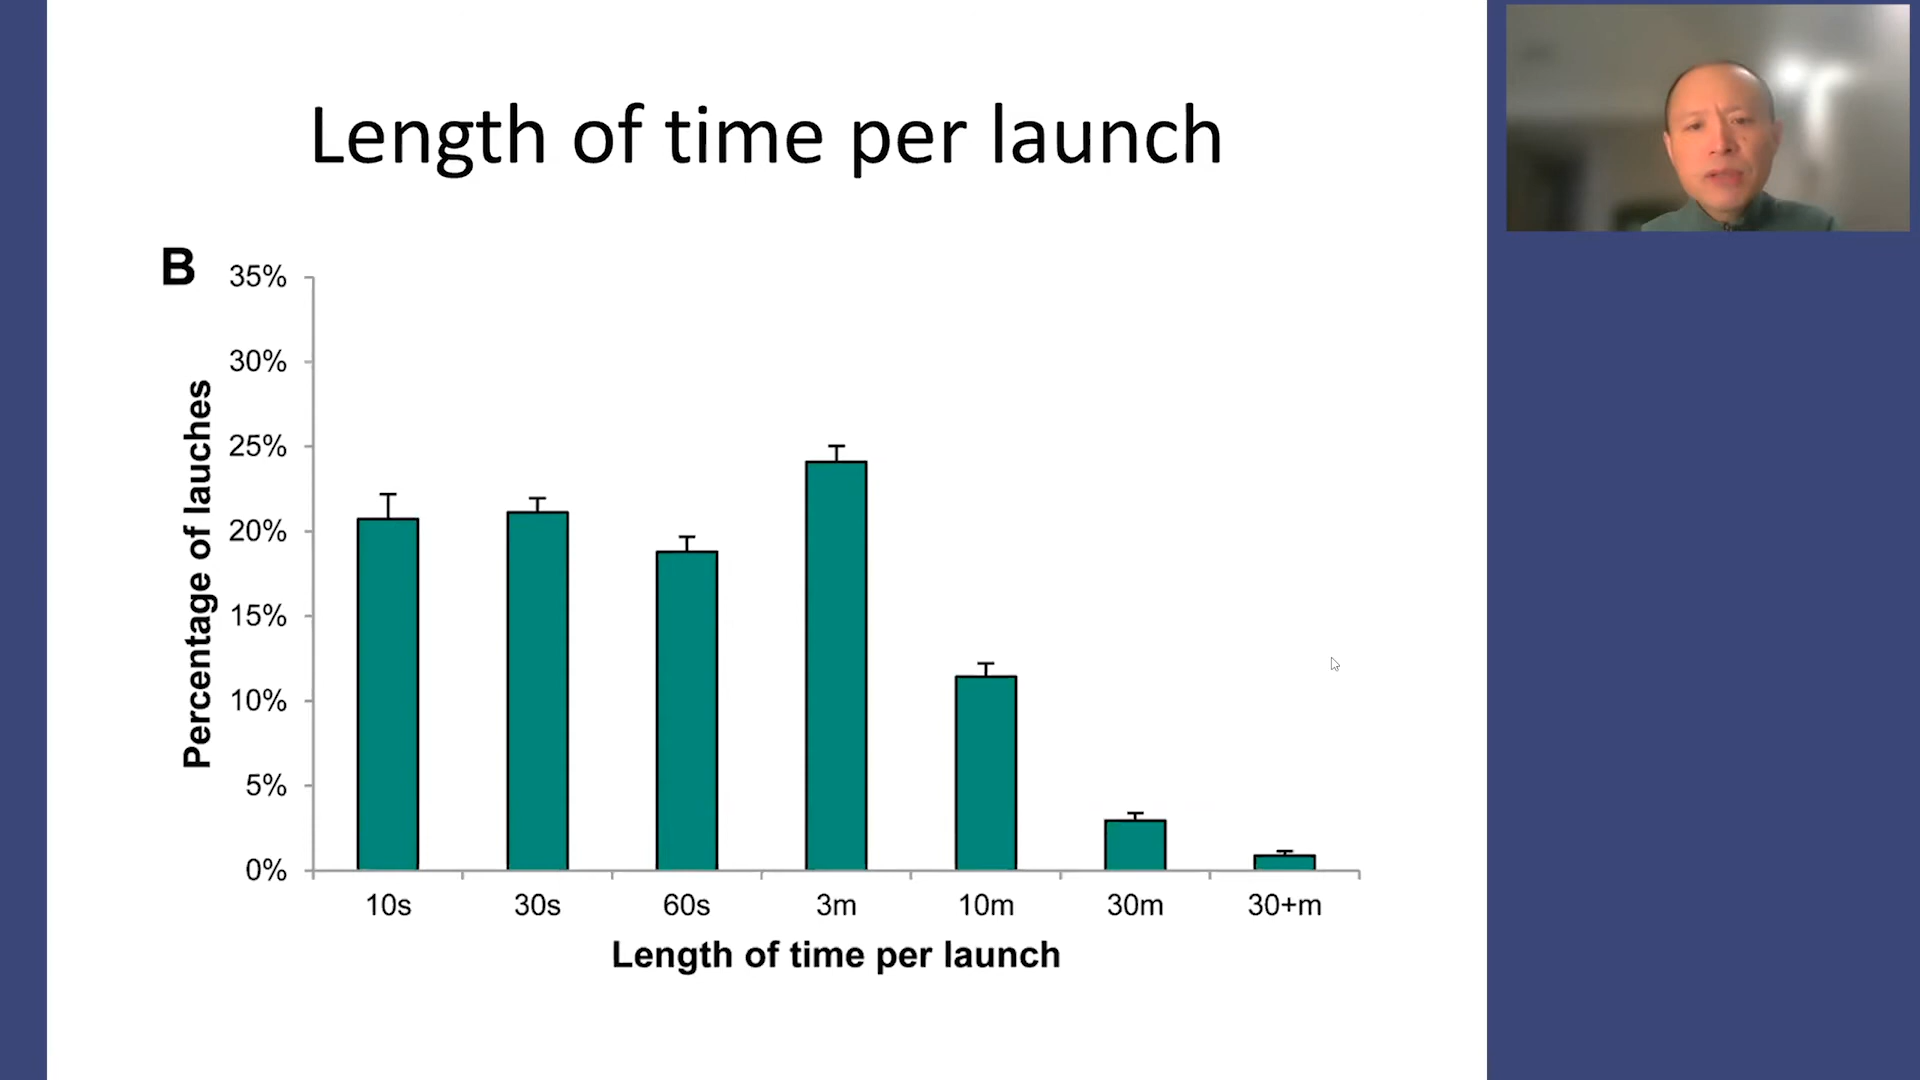 Length of time per launch
B
35%
30%
25%
20%
15%
10%
5%
0%
Percentage of lauches
10s 30s 60s 3m 10m 30m 30+m
Length of time per launch